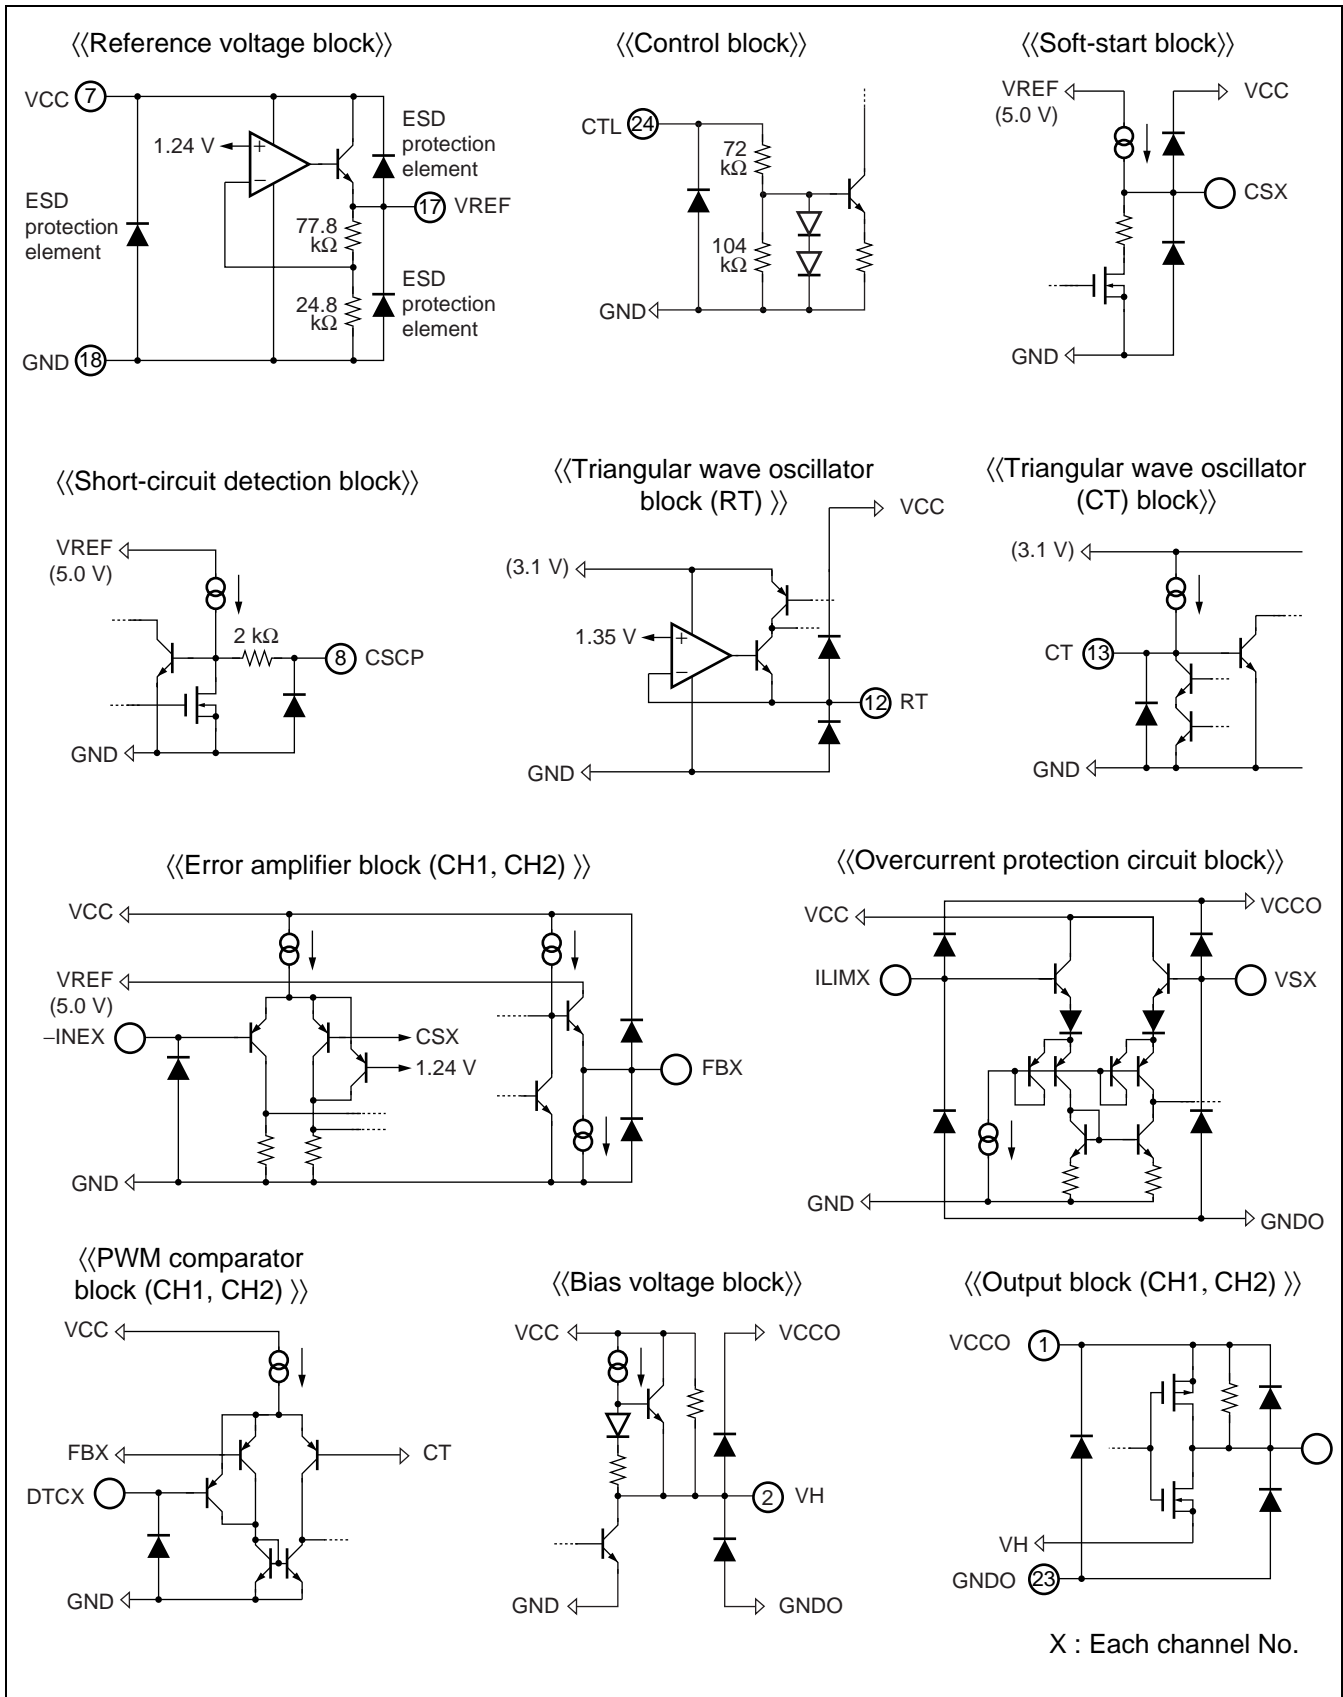 ⟨⟨Reference voltage block⟩⟩
VCC 7
1.24 V
+
−
ESD
protection
element
ESD
protection
element
17 VREF
77.8
kΩ
24.8
kΩ
ESD
protection
element
GND 18
⟨⟨Control block⟩⟩
CTL 24
72
kΩ
104
kΩ
GND
⟨⟨Soft-start block⟩⟩
VREF
(5.0 V)
VCC
CSX
GND
⟨⟨Short-circuit detection block⟩⟩
VREF
(5.0 V)
2 kΩ
8 CSCP
GND
⟨⟨Triangular wave oscillator
block (RT) ⟩⟩
VCC
(3.1 V)
1.35 V
+
−
12 RT
GND
⟨⟨Triangular wave oscillator
(CT) block⟩⟩
(3.1 V)
CT 13
GND
⟨⟨Error amplifier block (CH1, CH2) ⟩⟩
VCC
VREF
(5.0 V)
−INEX
CSX
1.24 V
FBX
GND
⟨⟨Overcurrent protection circuit block⟩⟩
VCCO
VCC
ILIMX
VSX
GND
GNDO
⟨⟨PWM comparator
block (CH1, CH2) ⟩⟩
VCC
FBX
CT
DTCX
GND
⟨⟨Bias voltage block⟩⟩
VCC
VCCO
2 VH
GND
GNDO
⟨⟨Output block (CH1, CH2) ⟩⟩
VCCO 1
VH
GNDO 23
X : Each channel No.